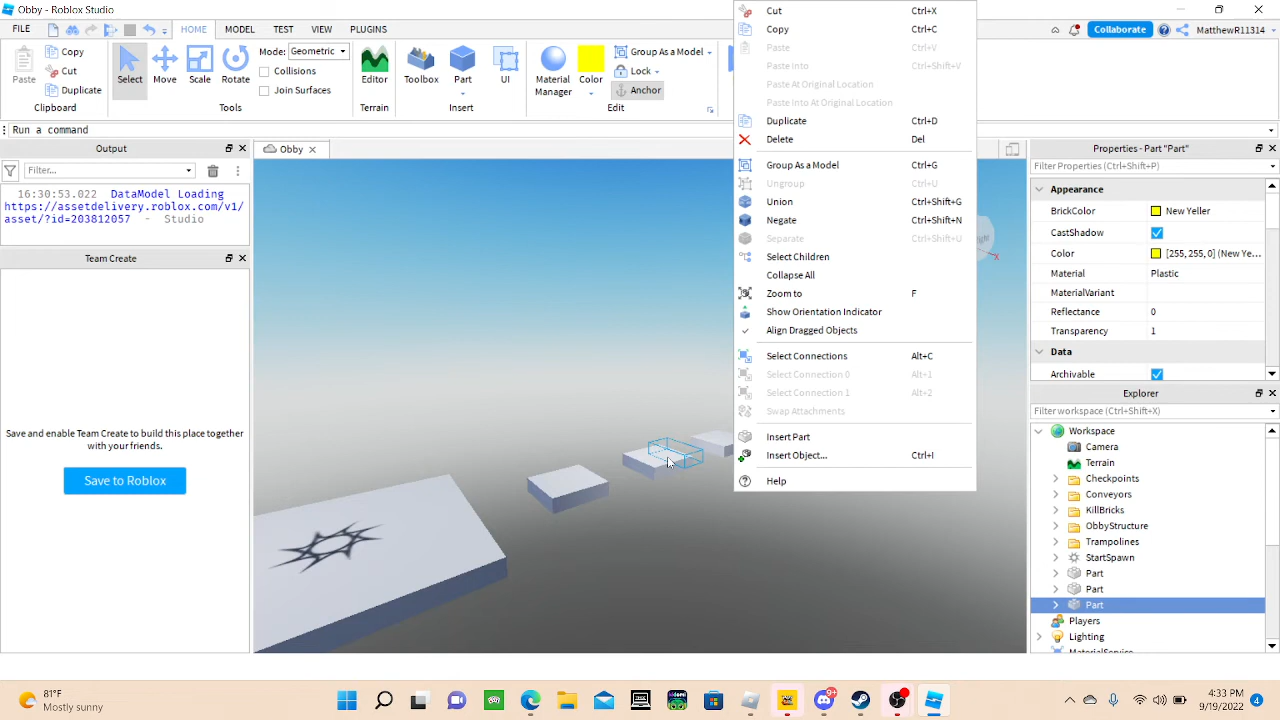 Obby - Roblox Studio
FILE HOME MODEL TEST VIEW PLUGINS
Collaborate MatthewR11314
Paste Copy Cut Clipboard
Select Move Scale Rotate
Mode: Geometric
Collisions
Join Surfaces
Tools
Editor
Terrain
Toolbox Part UI
Insert
Material Manager Color
Group As a Model
Lock
Anchor
Edit
Run a command
Output
Filter
DataModel Loading
https://assetdelivery.roblox.com/v1/
asset/?id=203812057 - Studio
Team Create
Save and enable Team Create to build this place together
with your friends.
Save to Roblox
Obby
Cut Ctrl+X
Copy Ctrl+C
Paste Ctrl+V
Paste Into Ctrl+Shift+V
Paste At Original Location
Paste Into At Original Location
Duplicate Ctrl+D
Delete Del
Group As a Model Ctrl+G
Ungroup Ctrl+U
Union Ctrl+Shift+G
Negate Ctrl+Shift+N
Separate Ctrl+Shift+U
Select Children
Collapse All
Zoom to F
Show Orientation Indicator
Align Dragged Objects
Select Connections Alt+C
Select Connection 0 Alt+1
Select Connection 1 Alt+2
Swap Attachments
Insert Part
Insert Object... Ctrl+I
Help
Properties - Part "Part"
Filter Properties (Ctrl+Shift+P)
Appearance
BrickColor New Yeller
CastShadow
Color [255, 255, 0] (New Ye...
Material Plastic
MaterialVariant
Reflectance 0
Transparency 1
Data
Archivable
Explorer
Filter workspace (Ctrl+Shift+X)
Workspace
Camera
Terrain
Checkpoints
Conveyors
KillBricks
ObbyStructure
Trampolines
StartSpawn
Part
Part
Part
Players
Lighting
MaterialService
81°F
Mostly sunny
9+
4:33 PM
9/9/2022
4